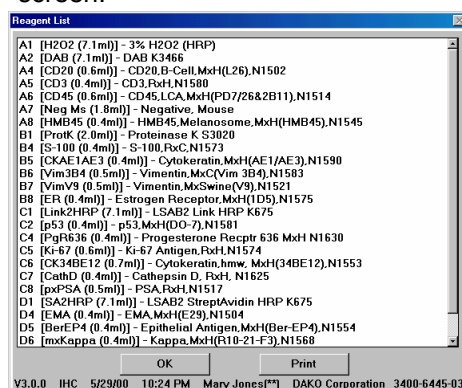 screen.
Reagent List
A1 [H2O2 (7.1ml)] - 3% H2O2 (HRP)
A2 [DAB (7.1ml)] - DAB K3466
A4 [CD20 (0.6ml)] - CD20,B-Cell,MxH(L26),N1502
A5 [CD3 (0.4ml)] - CD3,RxH,N1580
A6 [CD45 (0.6ml)] - CD45,LCA,MxH(PD7/26&2B11),N1514
A7 [Neg Ms (1.8ml)] - Negative, Mouse
A8 [HMB45 (0.4ml)] - HMB45,Melanosome,MxH(HMB45),N1545
B1 [ProtK (2.0ml)] - Proteinase K S3020
B4 [S-100 (0.4ml)] - S-100,RxC,N1573
B5 [CKAE1AE3 (0.4ml)] - Cytokeratin,MxH(AE1/AE3),N1590
B6 [Vim3B4 (0.5ml)] - Vimentin,MxC(Vim 3B4),N1583
B7 [VimV9 (0.5ml)] - Vimentin,MxSwine(V9),N1521
B8 [ER (0.4ml)] - Estrogen Receptor,MxH(1D5),N1575
C1 [Link2HRP (7.1ml)] - LSAB2 Link HRP K675
C2 [p53 (0.4ml)] - p53,MxH(DO-7),N1581
C4 [PgR636 (0.4ml)] - Progesterone Recptr 636 MxH N1630
C5 [Ki-67 (0.6ml)] - Ki-67 Antigen,RxH,N1574
C6 [CK34BE12 (0.7ml)] - Cytokeratin,hmw, MxH(34BE12),N1553
C7 [CathD (0.4ml)] - Cathepsin D, RxH, N1625
C8 [pxPSA (0.5ml)] - PSA,RxH,N1517
D1 [SA2HRP (7.1ml)] - LSAB2 StreptAvidin HRP K675
D4 [EMA (0.4ml)] - EMA,MxH(E29),N1504
D5 [BerEP4 (0.4ml)] - Epithelial Antigen,MxH(Ber-EP4),N1554
D6 [mxKappa (0.4ml)] - Kappa,MxH(R10-21-F3),N1568
OK Print
V3.0.0 IHC 5/29/00 10:24 PM Mary Jones(**) DAKO Corporation 3400-6445-03